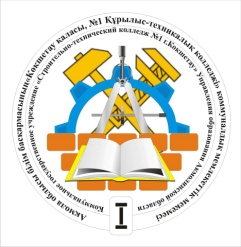 Ақмола облысы білім басқармасының «Көкшетау қаласы, №1 Құрылыс-техникалық колледжі» коммуналдық мемлекеттік мекемесі
Коммунальное государственное учреждение «Строительно-технический колледж №1 г.Кокшетау» Управления образования Акмолинской области
I